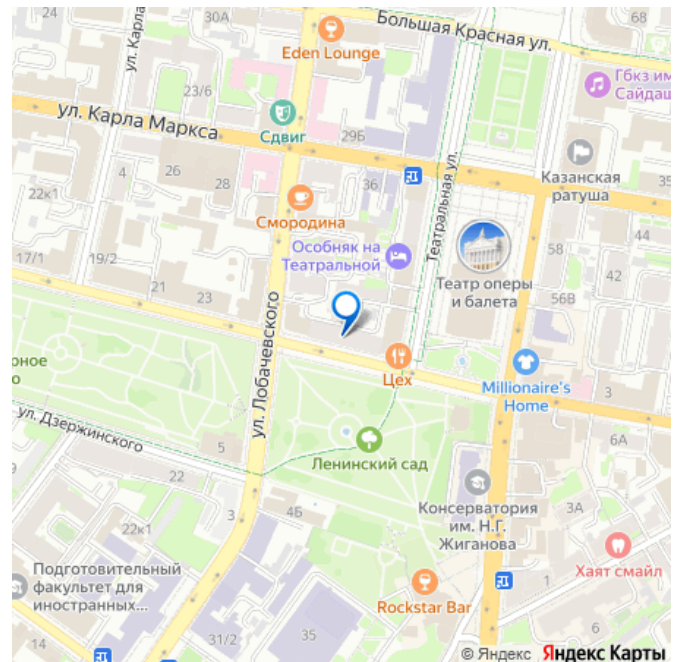 30А
Eden Lounge
Большая Красная ул.
68
ул. Карла
Гбкз им
Сайдаш
23/6
ул. Карла Маркса
Сдвиг
29Б
Казанская
ратуша
35
4
26
28
36
22к1
Смородина
Театральная ул.
Особняк на
Театральной
Театр оперы
и балета
58
44
42
56В
17/1
19/2
21
23
ул. Лобачевского
рное
о
Цех
Millionaire's
Home
3
ул. Дзержинского
5
Ленинский сад
6А
22
Консерватория
им. Н.Г.
Жиганова
3А
22к1
3
4Б
Хаят смайл
Подготовительный
факультет для
иностранных...
1
Rockstar Bar
14
31/2
35
6
© Яндекс Яндекс Карты